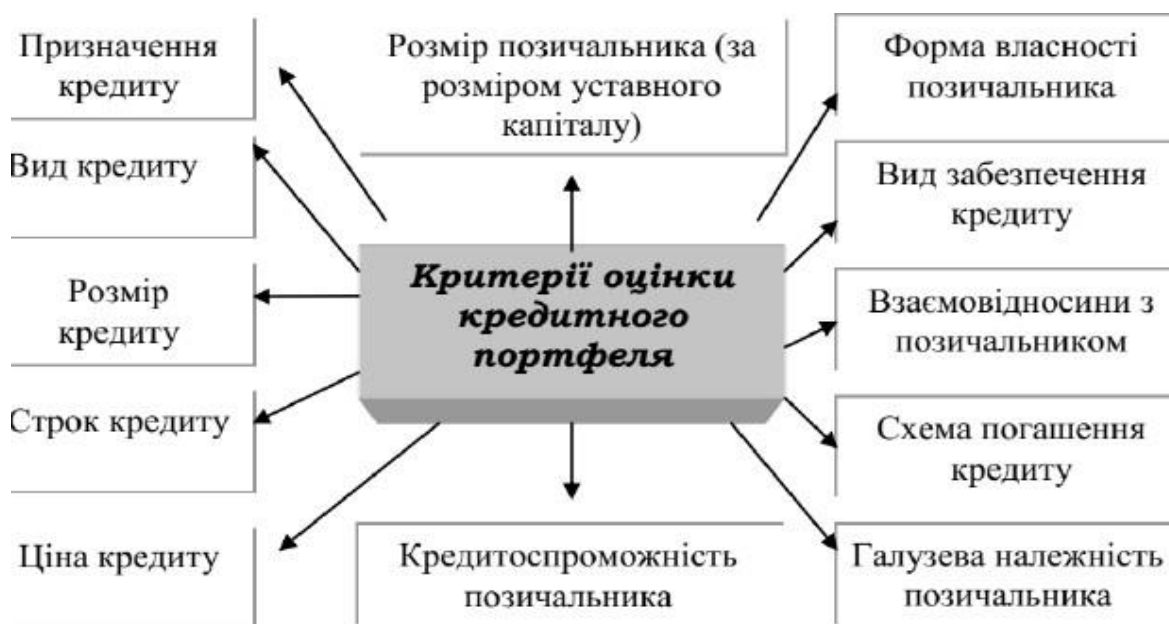 Призначення
кредиту
Розмір позичальника (за
розміром уставного
капіталу)
Форма власності
позичальника
Вид кредиту
Вид забезпечення
кредиту
Критерії оцінки
кредитного
портфеля
Розмір
кредиту
Взаємовідносини з
позичальником
Строк кредиту
Схема погашення
кредиту
Ціна кредиту
Кредитоспроможність
позичальника
Галузева належність
позичальника